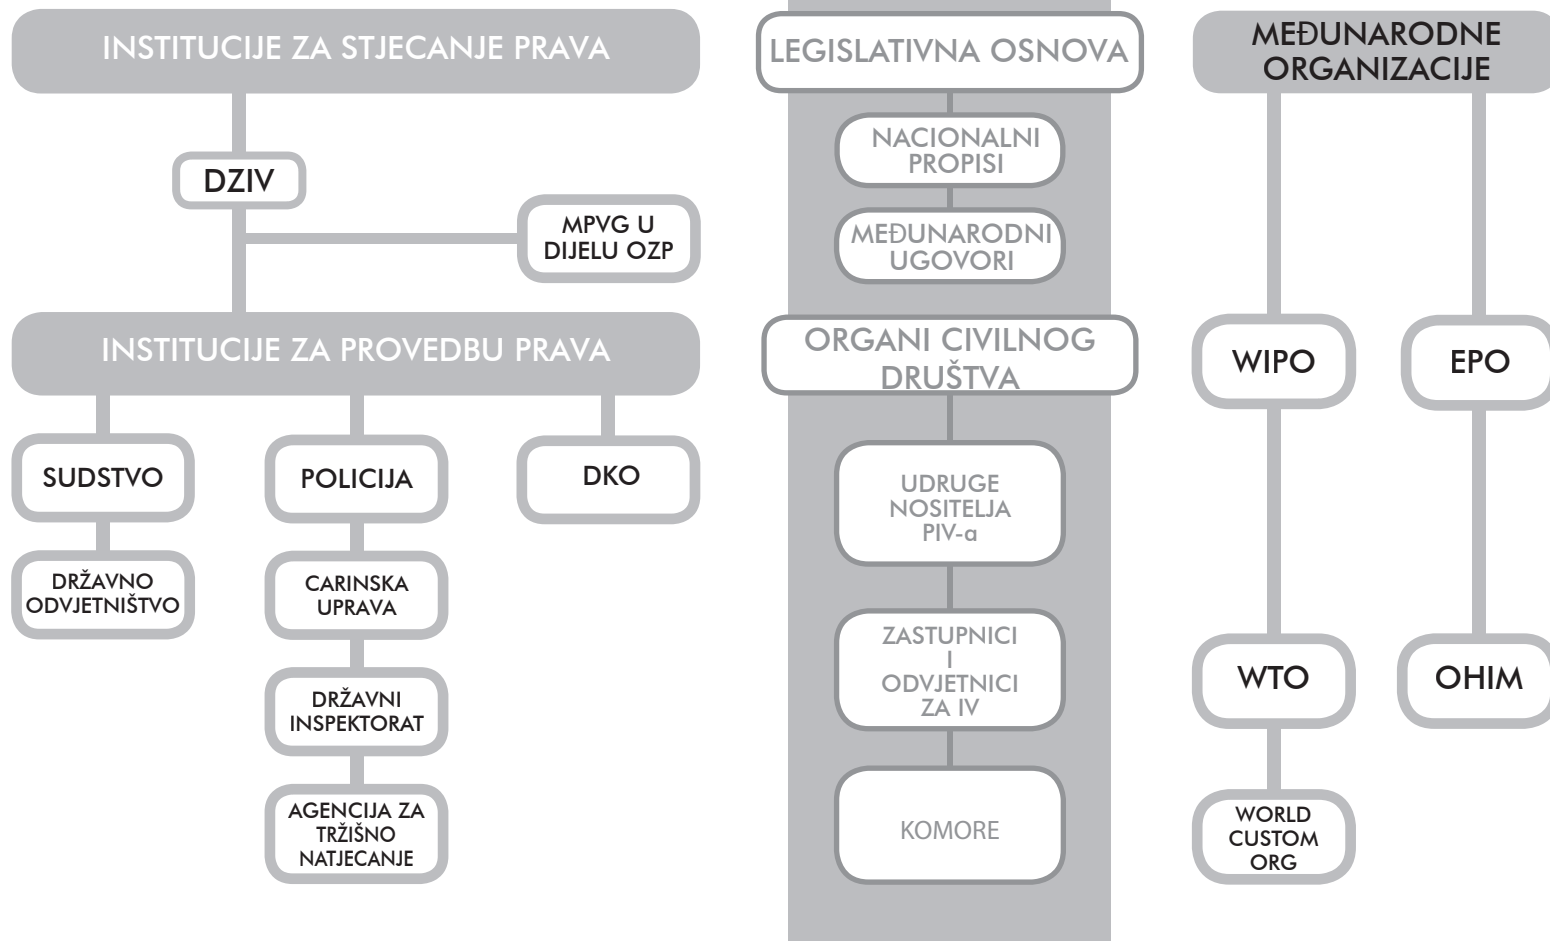 INSTITUCIJE ZA STJECANJE PRAVA
DZIV
MPVG U
DIJELU OZP
INSTITUCIJE ZA PROVEDBU PRAVA
SUDSTVO
DRŽAVNO
ODVJETNIŠTVO
POLICIJA
CARINSKA
UPRAVA
DRŽAVNI
INSPEKTORAT
AGENCIJA ZA
TRŽIŠNO
NATJECANJE
DKO
LEGISLATIVNA OSNOVA
NACIONALNI
PROPISI
MEĐUNARODNI
UGOVORI
ORGANI CIVILNOG
DRUŠTVA
UDRUGE
NOSITELJA
PIV-a
ZASTUPNICI
I
ODVJETNICI
ZA IV
KOMORE
MEĐUNARODNE
ORGANIZACIJE
WIPO
WTO
WORLD
CUSTOM
ORG
EPO
OHIM